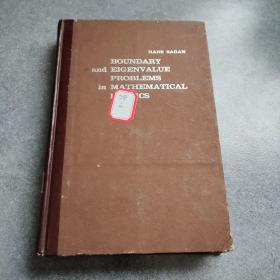 HANS SAGAN
BOUNDARY
and EIGENVALUE
PROBLEMS
in MATHEMATICAL